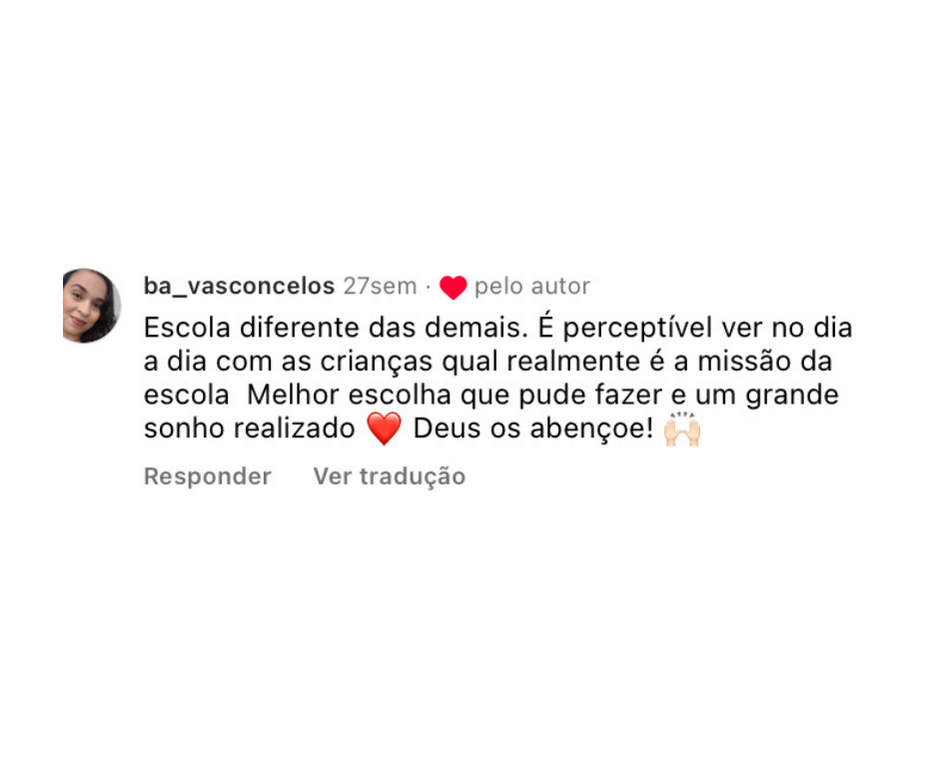 ba_vasconcelos 27sem · ❤️ pelo autor
Escola diferente das demais. É perceptível ver no dia
a dia com as crianças qual realmente é a missão da
escola  Melhor escolha que pude fazer e um grande
sonho realizado ❤️ Deus os abençoe! 🙌🏻
Responder Ver tradução